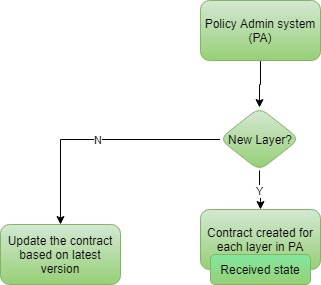 Policy Admin system
(PA)
New Layer?
N
Y
Update the contract
based on latest
version
Contract created for
each layer in PA
Received state